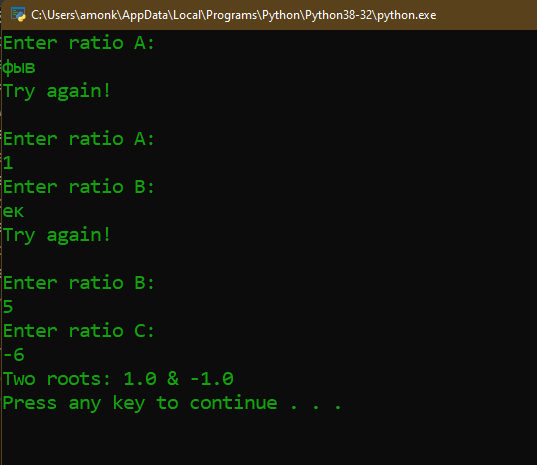 C:\Users\amonk\AppData\Local\Programs\Python\Python38-32\python.exe
Enter ratio A:
фыв
Try again!
Enter ratio A:
1
Enter ratio B:
ек
Try again!
Enter ratio B:
5
Enter ratio C:
-6
Two roots: 1.0 & -1.0
Press any key to continue . . .